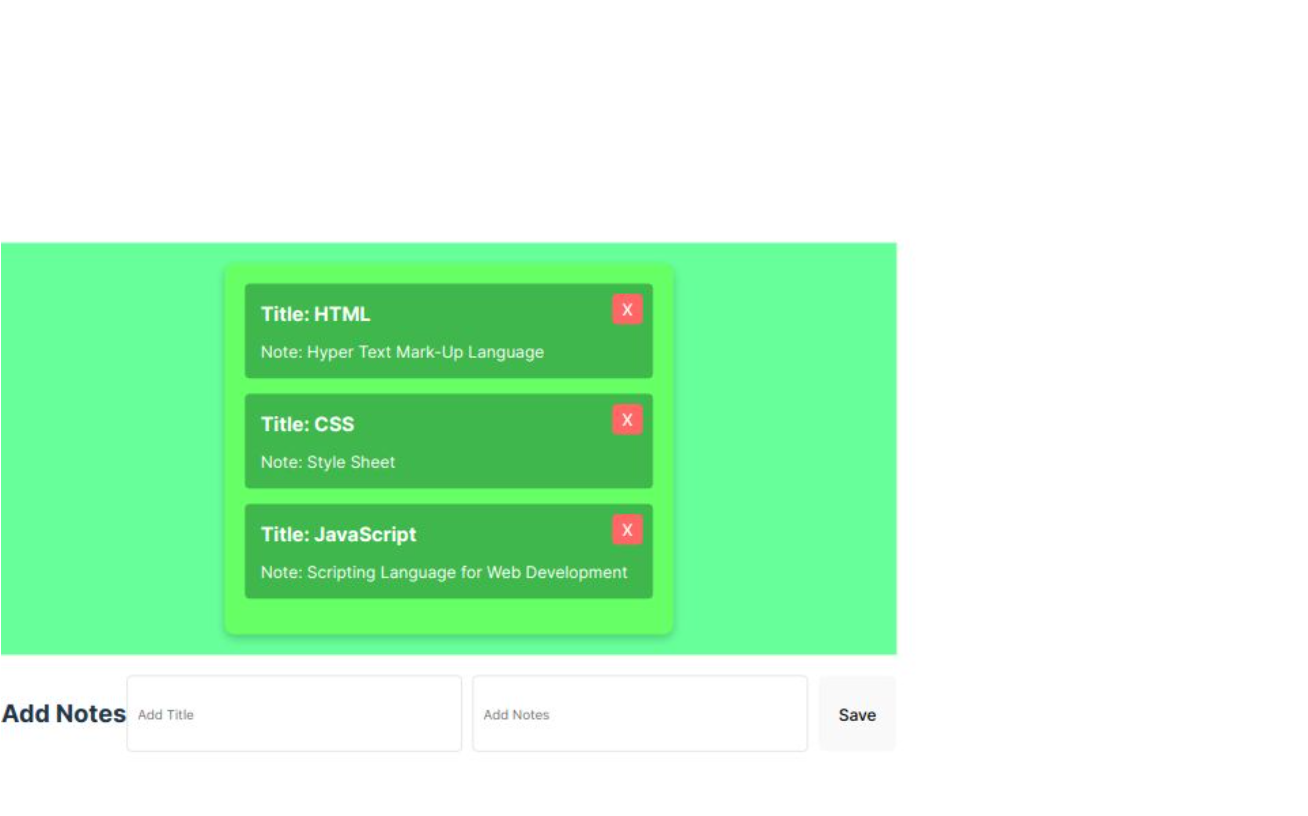 Title: HTML
X
Note: Hyper Text Mark-Up Language
Title: CSS
X
Note: Style Sheet
Title: JavaScript
X
Note: Scripting Language for Web Development
Add Notes
Add Title
Add Notes
Save